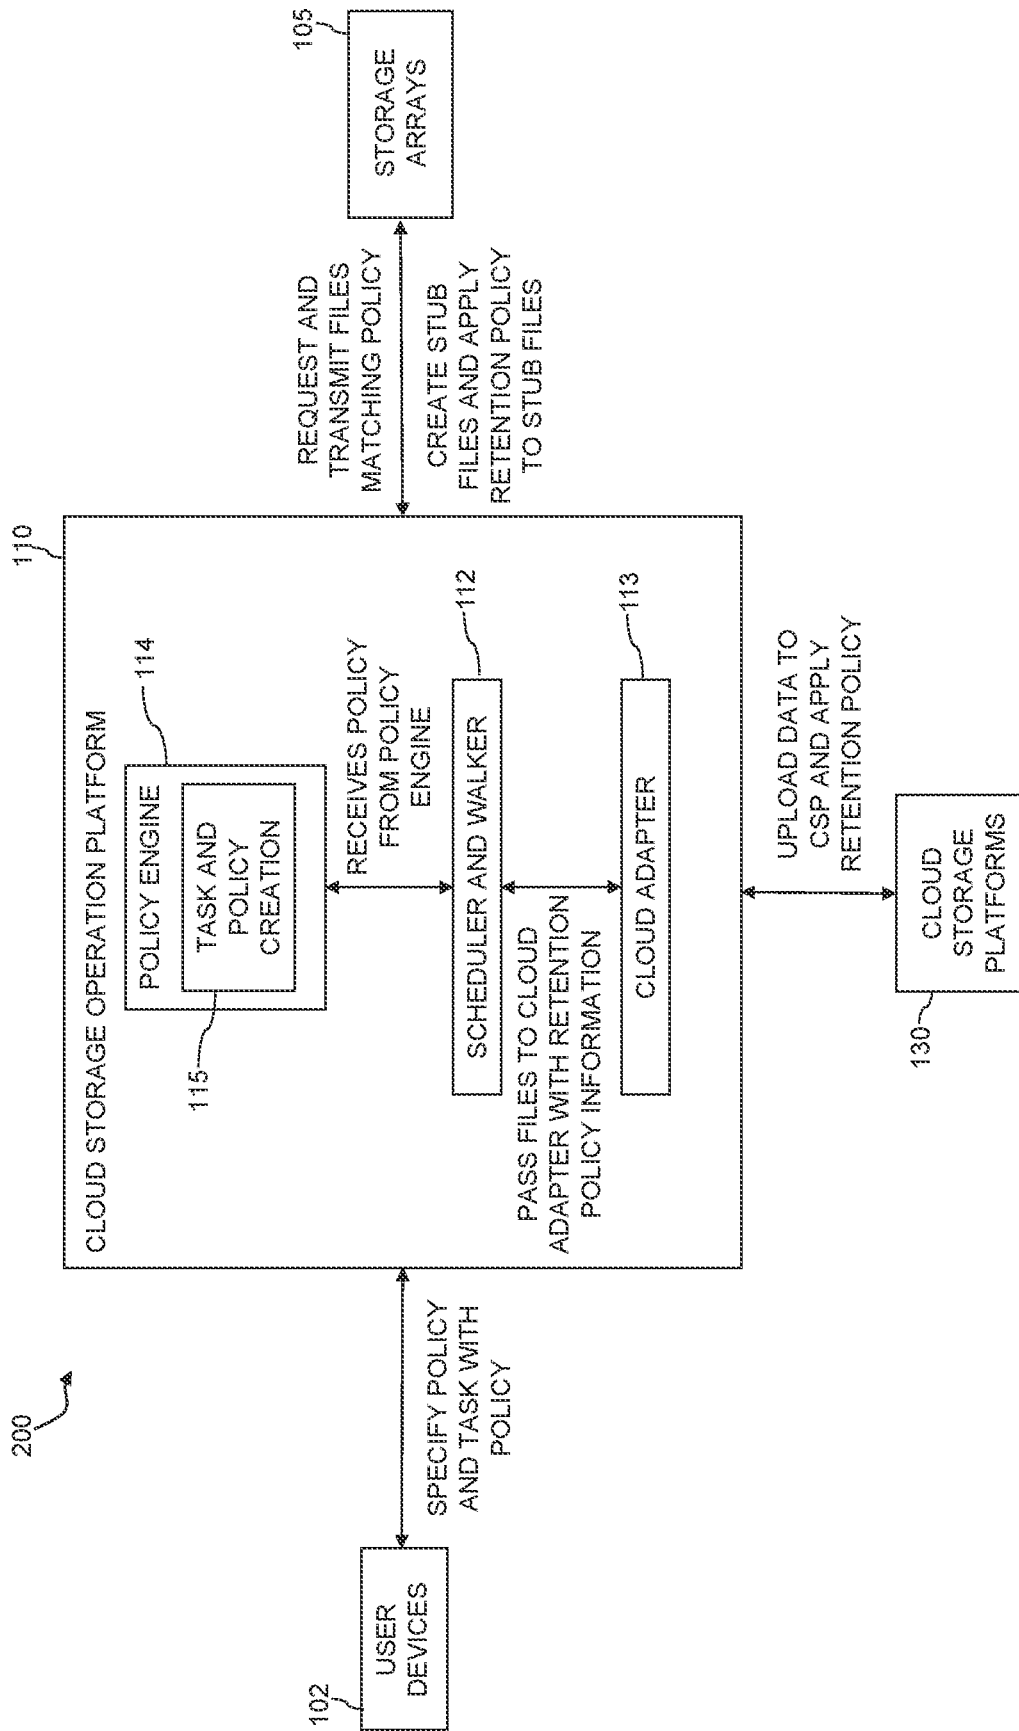 200
110
CLOUD STORAGE OPERATION PLATFORM
114
POLICY ENGINE
TASK AND
POLICY
CREATION
115
RECEIVES POLICY
FROM POLICY
ENGINE
112
SCHEDULER AND WALKER
PASS FILES TO CLOUD
ADAPTER WITH RETENTION
POLICY INFORMATION
113
CLOUD ADAPTER
102
USER
DEVICES
SPECIFY POLICY
AND TASK WITH
POLICY
REQUEST AND
TRANSMIT FILES
MATCHING POLICY
CREATE STUB
FILES AND APPLY
RETENTION POLICY
TO STUB FILES
105
STORAGE
ARRAYS
UPLOAD DATA TO
CSP AND APPLY
RETENTION POLICY
130
CLOUD
STORAGE
PLATFORMS